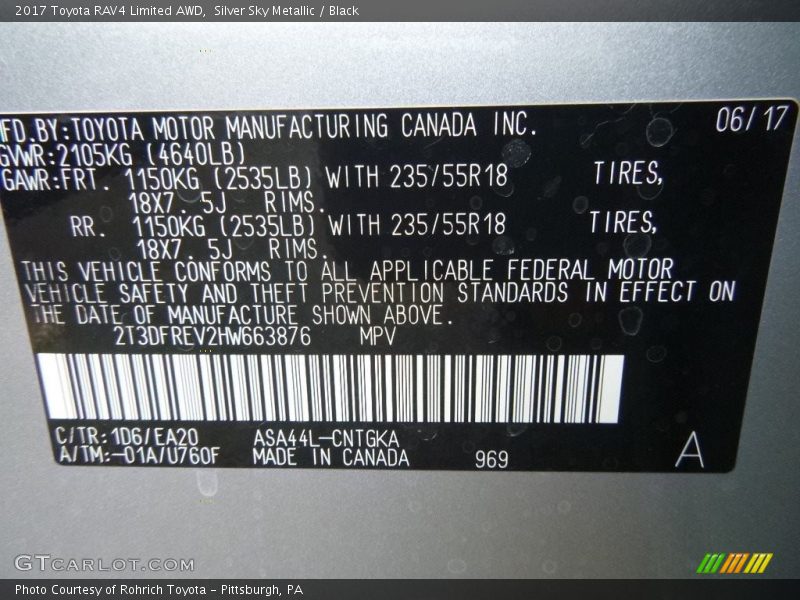 2017 Toyota RAV4 Limited AWD, Silver Sky Metallic / Black
MFD.BY:TOYOTA MOTOR MANUFACTURING CANADA INC. 06/17
GVWR:2105KG (4640LB)
GAWR:FRT. 1150KG (2535LB) WITH 235/55R18 TIRES,
18X7. 5J RIMS.
RR. 1150KG (2535LB) WITH 235/55R18 TIRES,
18X7. 5J RIMS.
THIS VEHICLE CONFORMS TO ALL APPLICABLE FEDERAL MOTOR
VEHICLE SAFETY AND THEFT PREVENTION STANDARDS IN EFFECT ON
THE DATE OF MANUFACTURE SHOWN ABOVE.
2T3DFREV2HW663876 MPV
C/TR:1D6/EA20 ASA44L-CNTGKA
A/TM:-01A/U760F MADE IN CANADA 969 A
GTCARLOT.COM
Photo Courtesy of Rohrich Toyota - Pittsburgh, PA